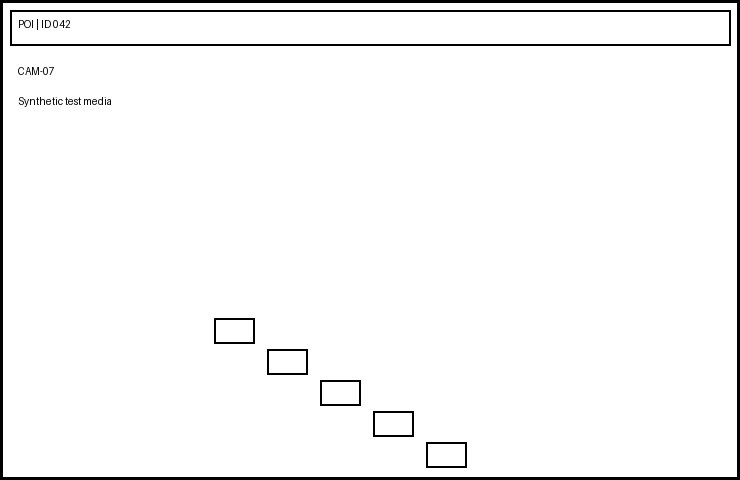 POI | ID 042
CAM-07
Synthetic test media